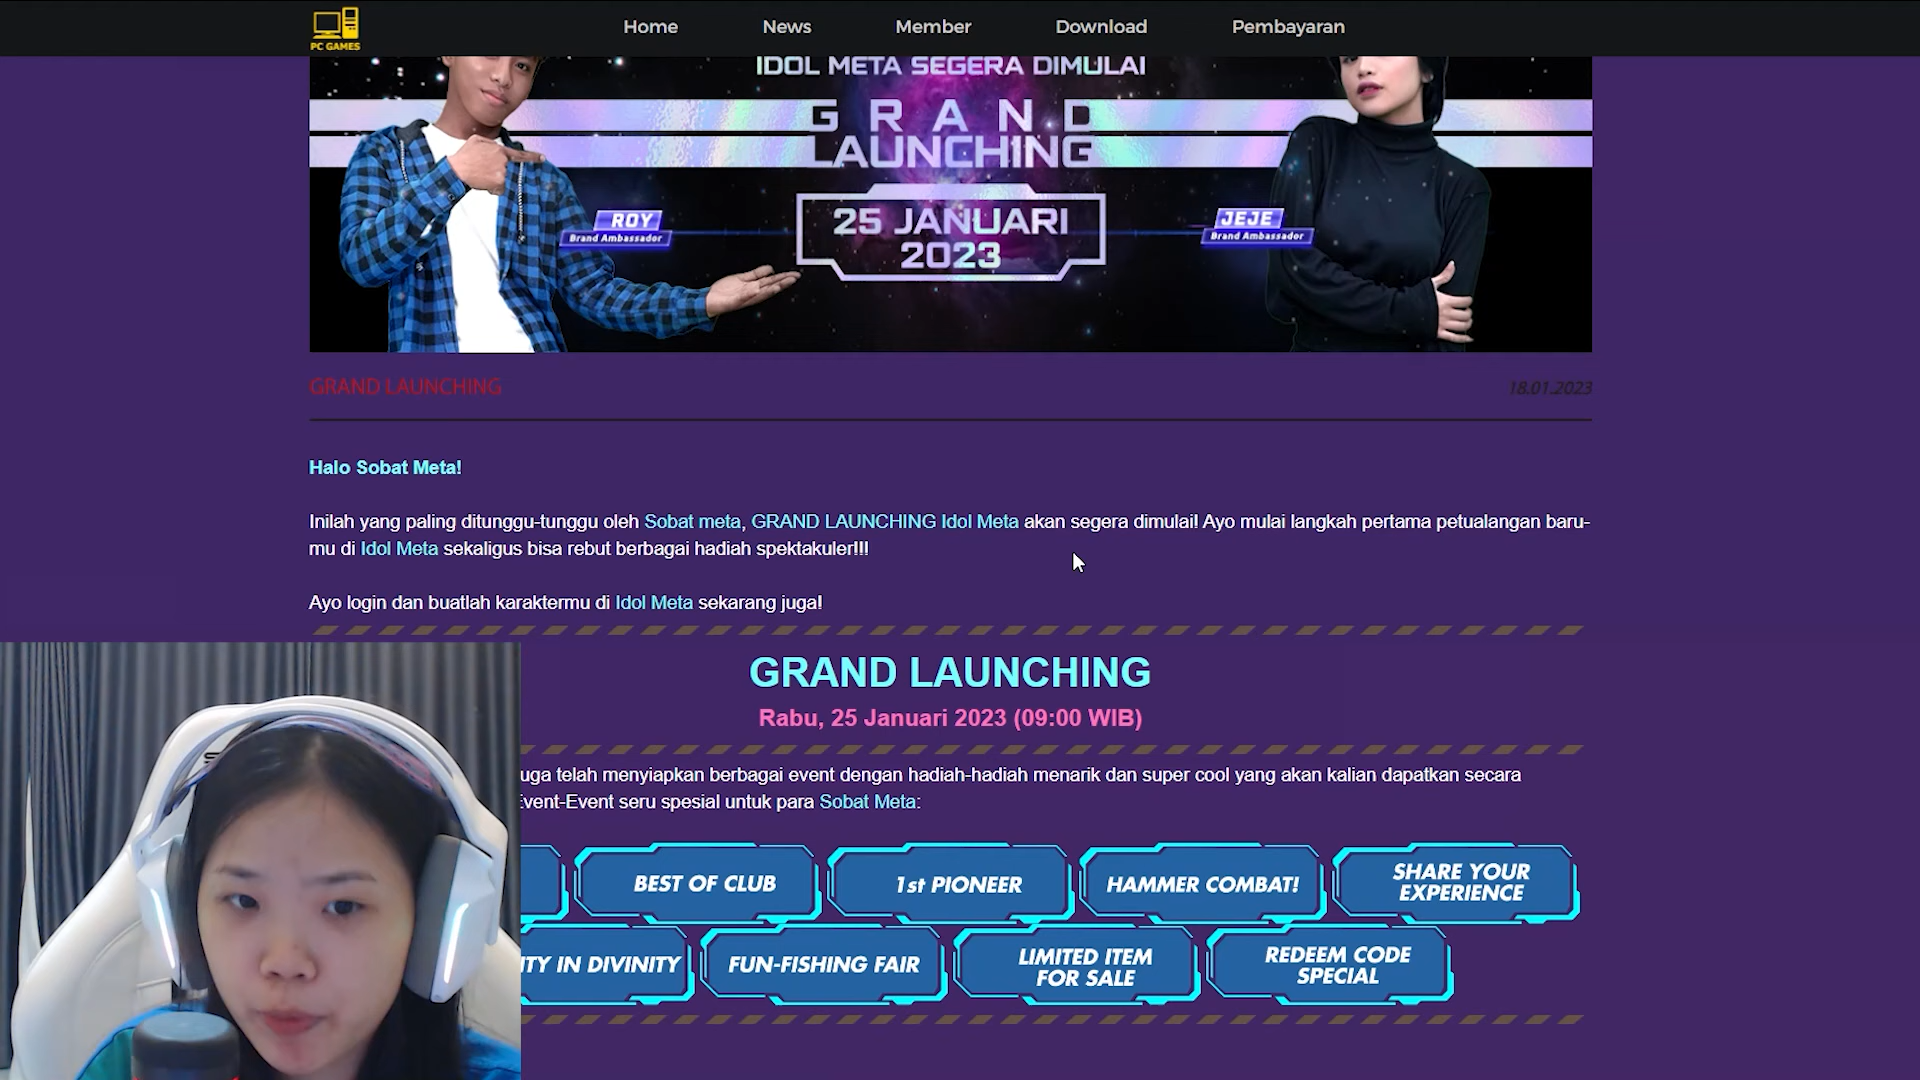 PC GAMES
Home
News
Member
Download
Pembayaran
IDOL META SEGERA DIMULAI
GRAND
LAUNCHING
25 JANUARI
2023
ROY
Brand Ambassador
JEJE
Brand Ambassador
GRAND LAUNCHING
18.01.2023
Halo Sobat Meta!
Inilah yang paling ditunggu-tunggu oleh Sobat meta, GRAND LAUNCHING Idol Meta akan segera dimulai! Ayo mulai langkah pertama petualangan baru-
mu di Idol Meta sekaligus bisa rebut berbagai hadiah spektakuler!!!
Ayo login dan buatlah karaktermu di Idol Meta sekarang juga!
GRAND LAUNCHING
Rabu, 25 Januari 2023 (09:00 WIB)
uga telah menyiapkan berbagai event dengan hadiah-hadiah menarik dan super cool yang akan kalian dapatkan secara
Event-Event seru spesial untuk para Sobat Meta:
BEST OF CLUB
1st PIONEER
HAMMER COMBAT!
SHARE YOUR
EXPERIENCE
ITY IN DIVINITY
FUN-FISHING FAIR
LIMITED ITEM
FOR SALE
REDEEM CODE
SPECIAL